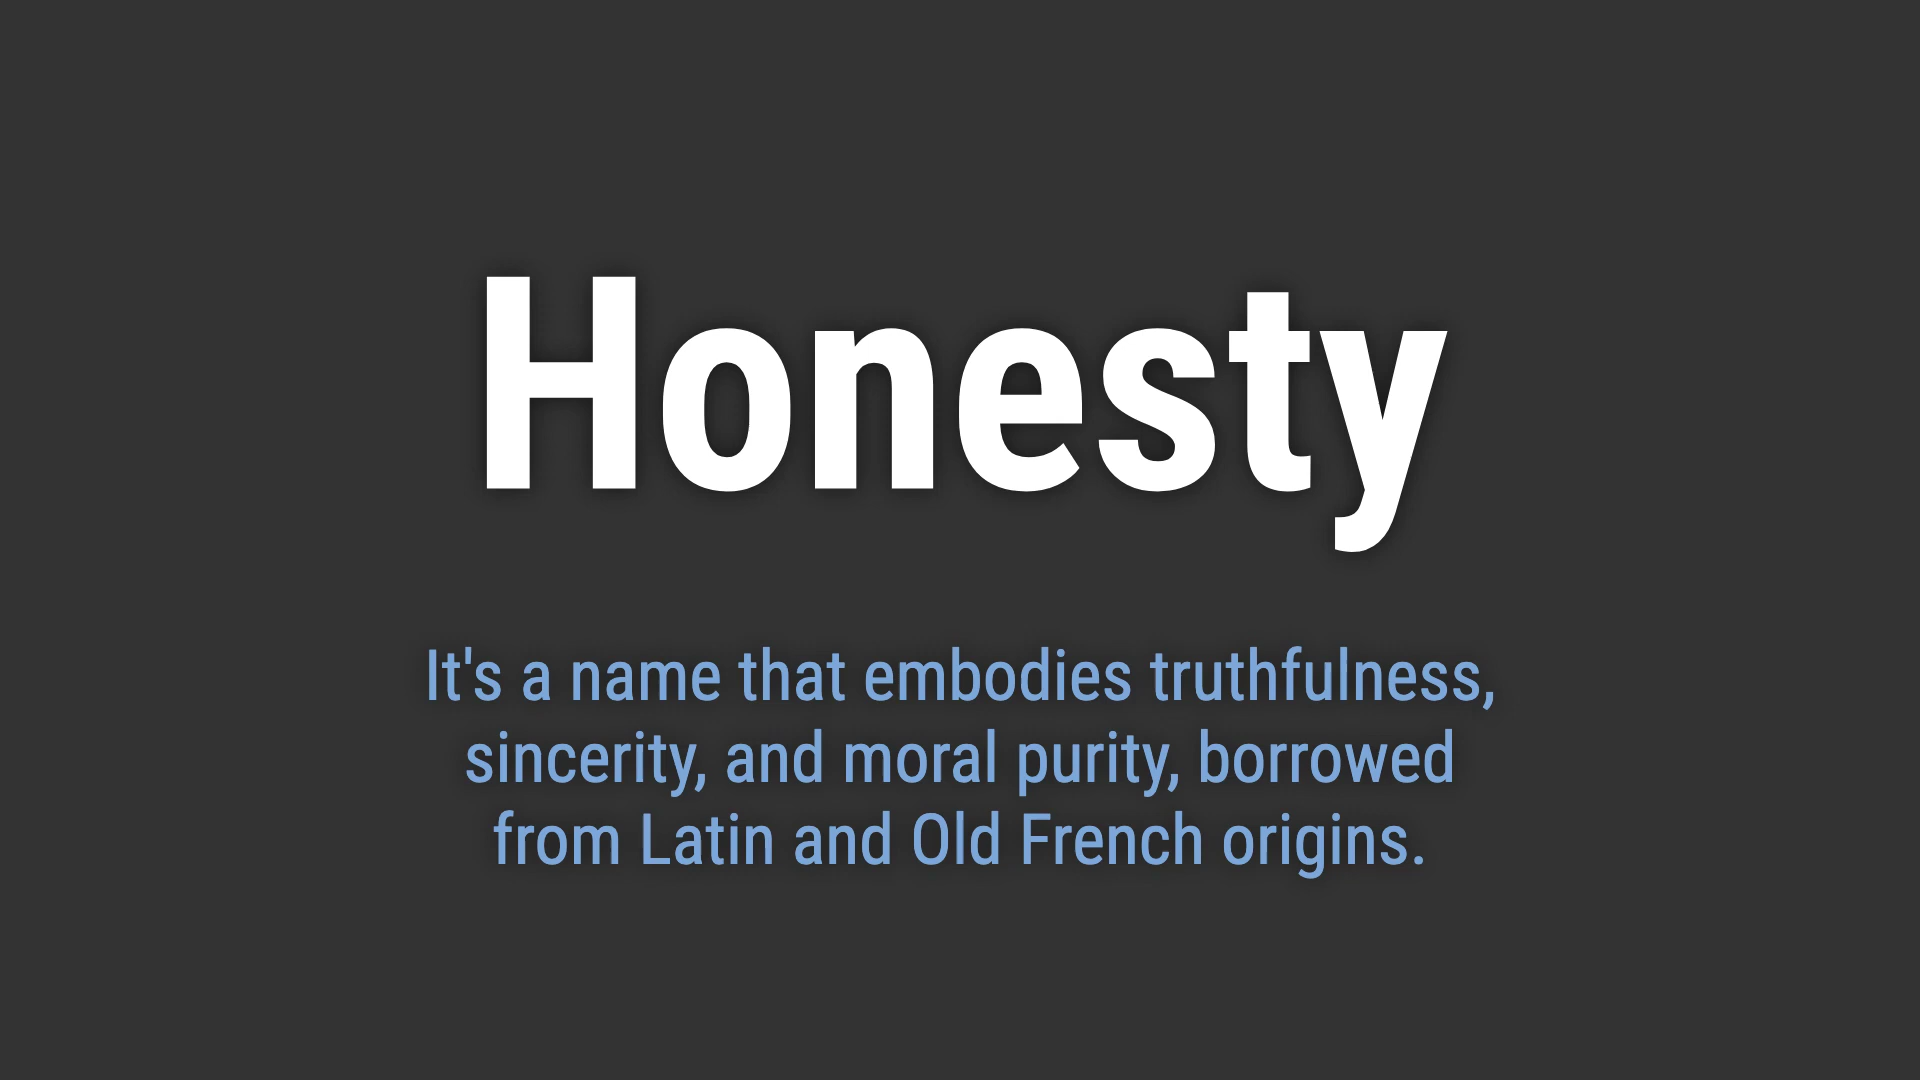 Honesty
It's a name that embodies truthfulness,
sincerity, and moral purity, borrowed
from Latin and Old French origins.